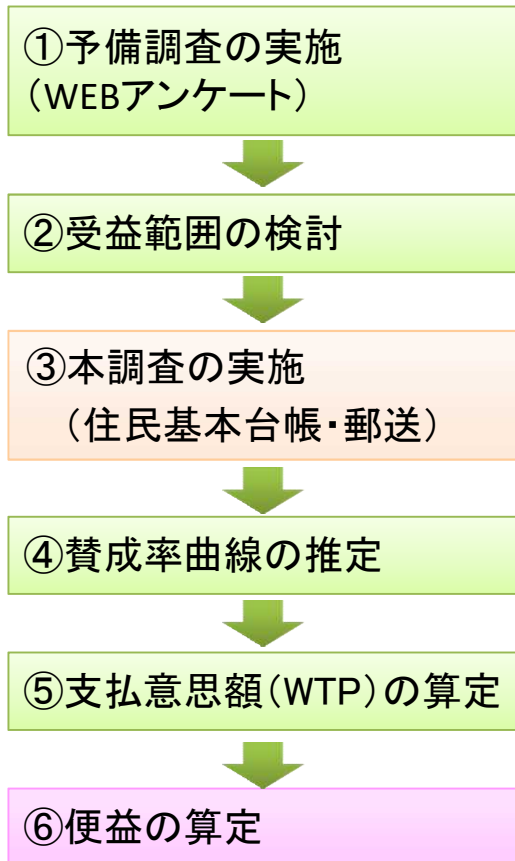 ①予備調査の実施
（WEBアンケート）
②受益範囲の検討
③本調査の実施
（住民基本台帳・郵送）
④賛成率曲線の推定
⑤支払意思額（WTP）の算定
⑥便益の算定